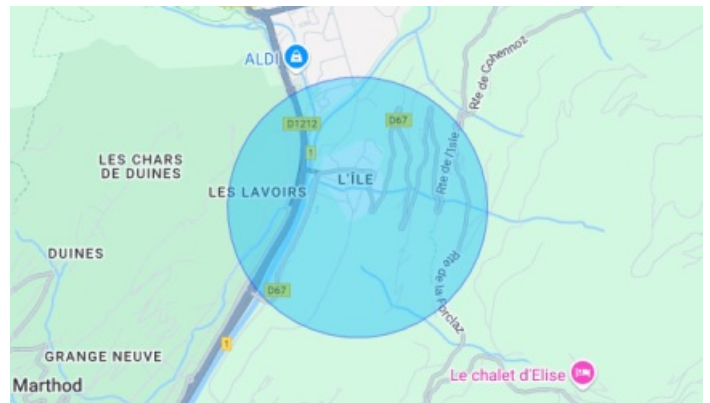 ALDI
Rte de Cohennoz
D1212
D67
1
LES CHARS
DE DUINES
L'ÎLE
Rte de l'Isle
LES LAVOIRS
DUINES
Rte de la Forclaz
D67
1
GRANGE NEUVE
Marthod
Le chalet d'Elise